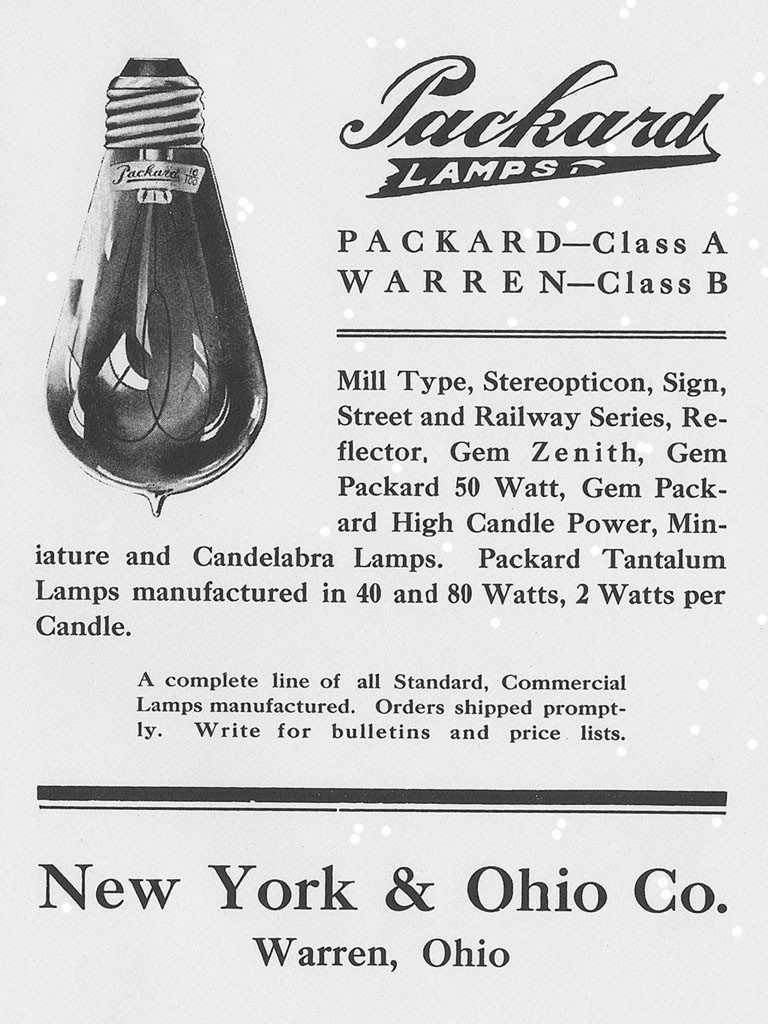 Packard
LAMPS
Packard 16
100
PACKARD—Class A
WARREN—Class B
Mill Type, Stereopticon, Sign,
Street and Railway Series, Re-
flector, Gem Zenith, Gem
Packard 50 Watt, Gem Pack-
ard High Candle Power, Min-
iature and Candelabra Lamps. Packard Tantalum
Lamps manufactured in 40 and 80 Watts, 2 Watts per
Candle.
A complete line of all Standard, Commercial
Lamps manufactured. Orders shipped prompt-
ly. Write for bulletins and price lists.
New York & Ohio Co.
Warren, Ohio